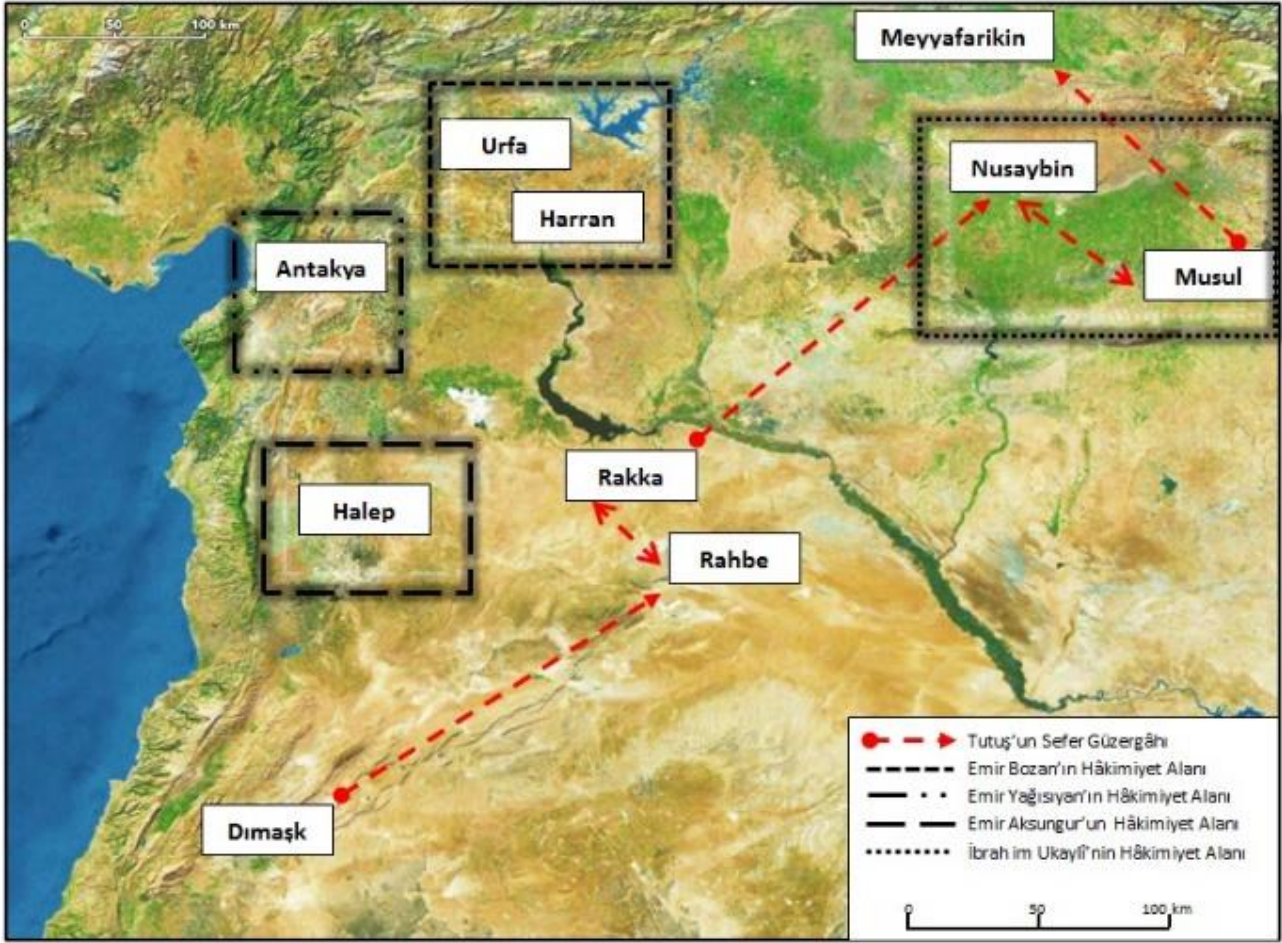 0 50 100 km
Meyyafarikin
Urfa
Nusaybin
Harran
Antakya
Musul
Rakka
Halep
Rahbe
Dımaşk
Tutuş'un Sefer Güzergâhı
Emir Bozan'ın Hâkimiyet Alanı
Emir Yağısıyan'ın Hâkimiyet Alanı
Emir Aksungur'un Hâkimiyet Alanı
İbrahim Ukaylî'nin Hâkimiyet Alanı
0 50 100 km